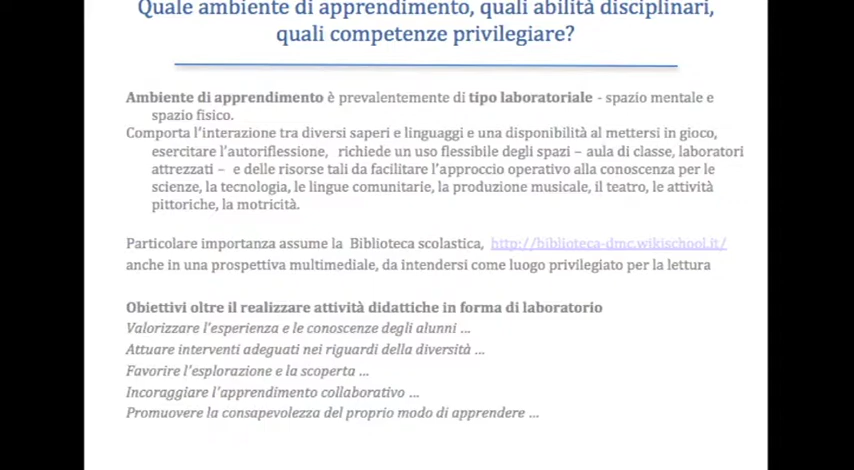 Quale ambiente di apprendimento, quali abilità disciplinari,
quali competenze privilegiare?
Ambiente di apprendimento è prevalentemente di tipo laboratoriale - spazio mentale e
spazio fisico.
Comporta l'interazione tra diversi saperi e linguaggi e una disponibilità al mettersi in gioco,
esercitare l'autoriflessione, richiede un uso flessibile degli spazi – aula di classe, laboratori
attrezzati – e delle risorse tali da facilitare l'approccio operativo alla conoscenza per le
scienze, la tecnologia, le lingue comunitarie, la produzione musicale, il teatro, le attività
pittoriche, la motricità.
Particolare importanza assume la Biblioteca scolastica, http://biblioteca-dmc.wikischool.it/
anche in una prospettiva multimediale, da intendersi come luogo privilegiato per la lettura
Obiettivi oltre il realizzare attività didattiche in forma di laboratorio
Valorizzare l'esperienza e le conoscenze degli alunni ...
Attuare interventi adeguati nei riguardi della diversità ...
Favorire l'esplorazione e la scoperta ...
Incoraggiare l'apprendimento collaborativo ...
Promuovere la consapevolezza del proprio modo di apprendere ...